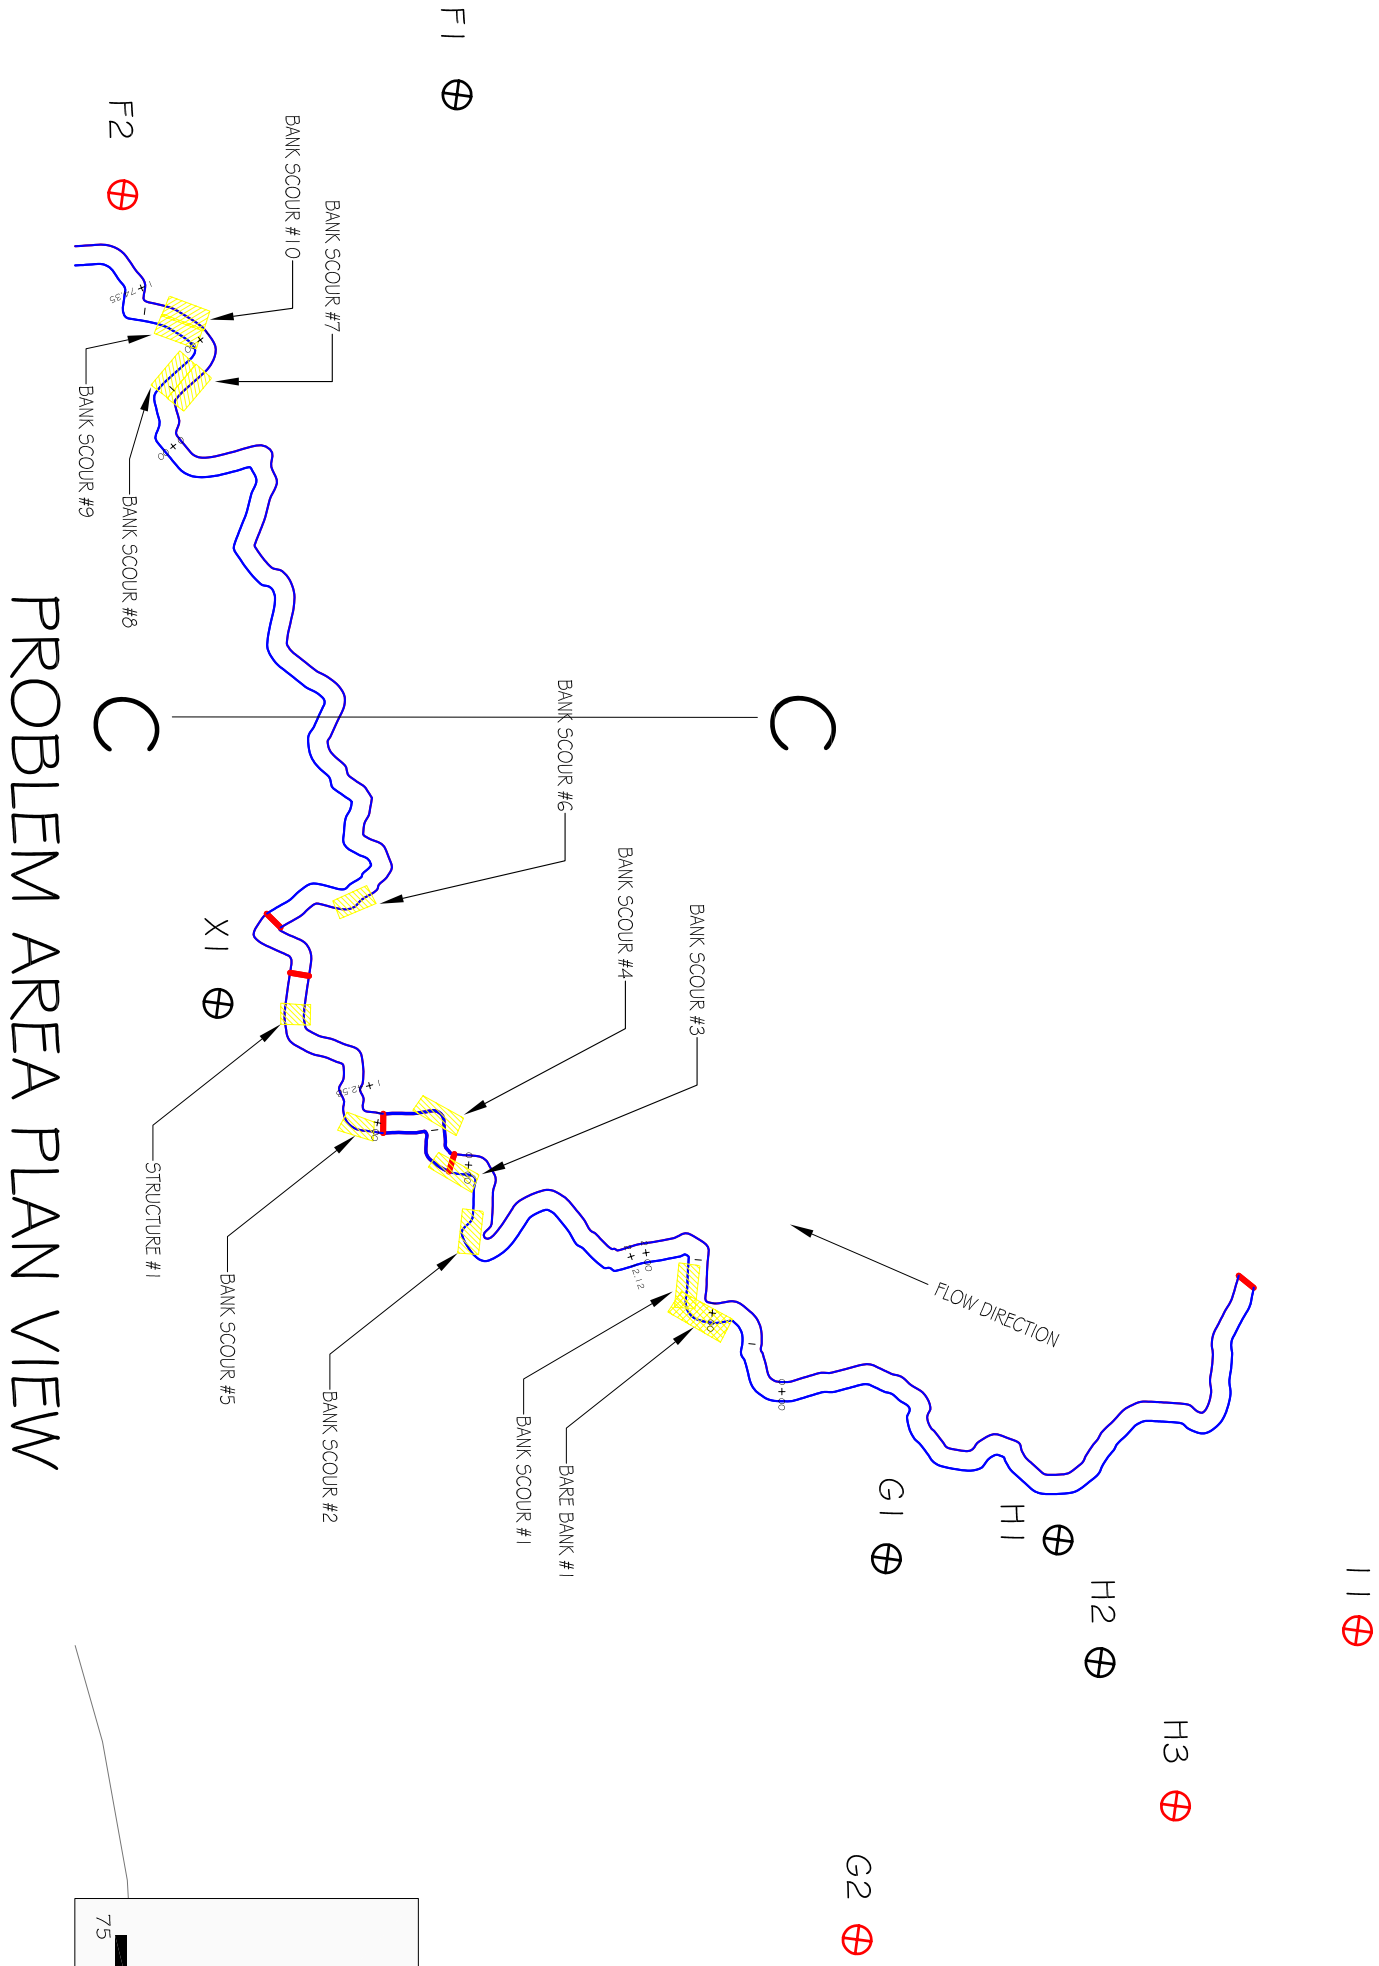 F1
F2
BANK SCOUR #10
BANK SCOUR #7
BANK SCOUR #9
BANK SCOUR #8
C
C
BANK SCOUR #6
BANK SCOUR #4
BANK SCOUR #3
X1
STRUCTURE #1
BANK SCOUR #5
BANK SCOUR #2
BANK SCOUR #1
BARE BANK #1
FLOW DIRECTION
G1
H1
H2
I1
H3
G2
0+00
75
PROBLEM AREA PLAN VIEW